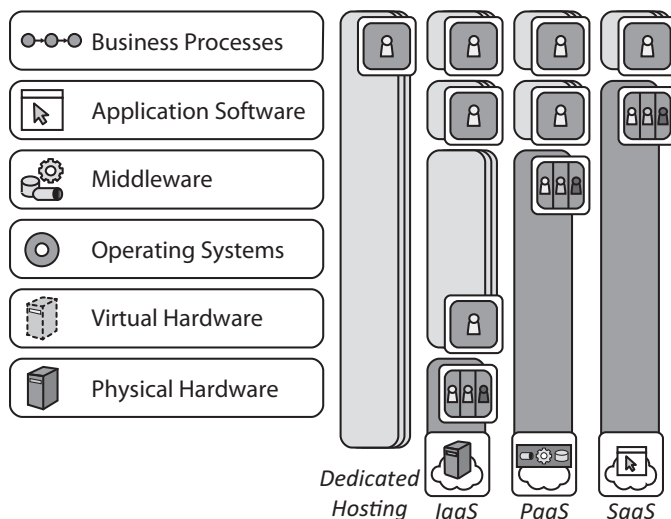 Business Processes
Application Software
Middleware
Operating Systems
Virtual Hardware
Physical Hardware
Dedicated
Hosting
IaaS
PaaS
SaaS